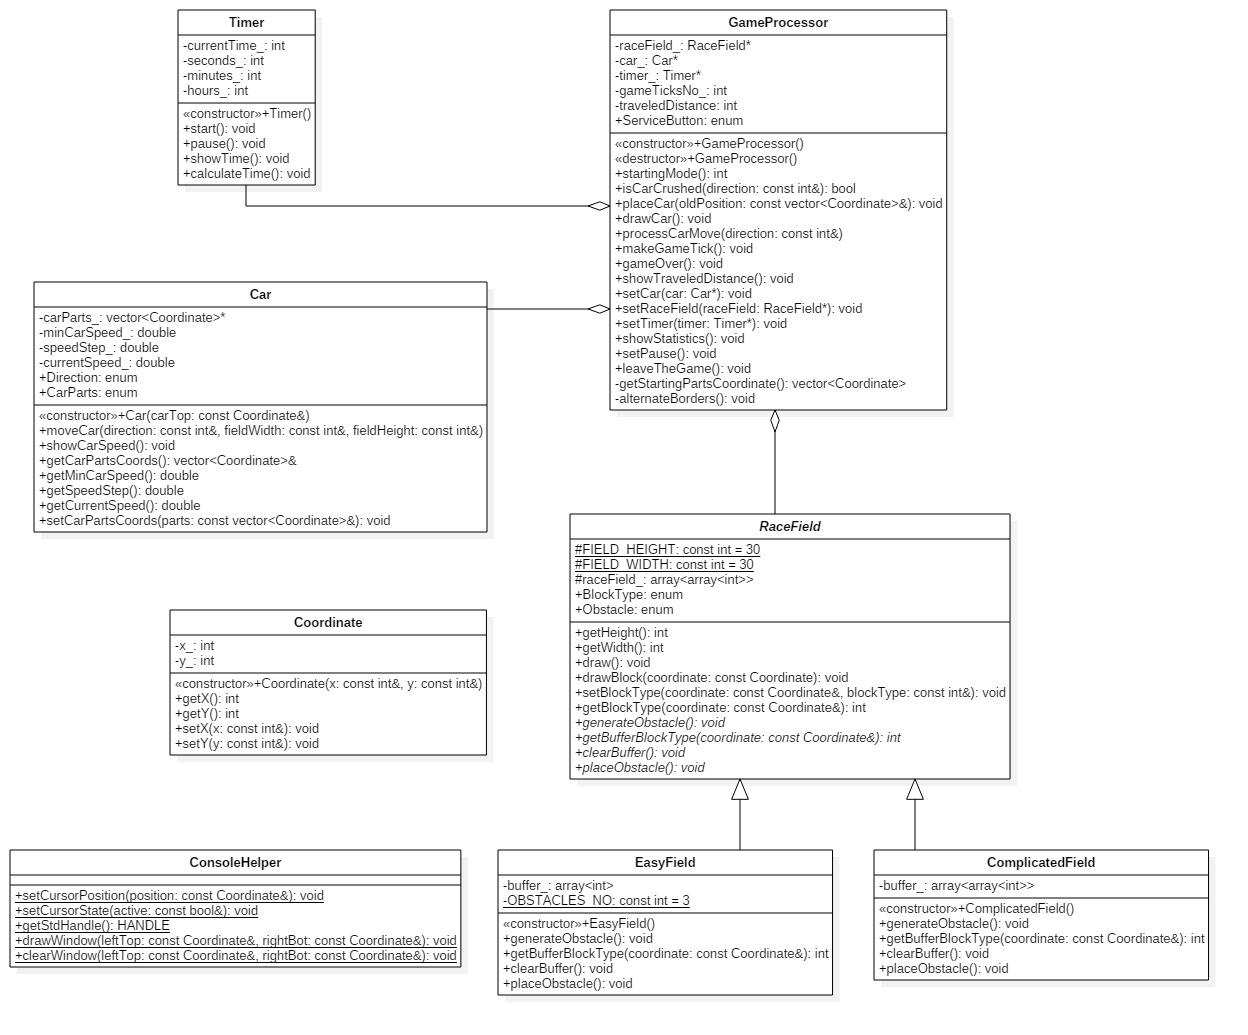 Timer
-currentTime_: int
-seconds_: int
-minutes_: int
-hours_: int
«constructor»+Timer()
+start(): void
+pause(): void
+showTime(): void
+calculateTime(): void
GameProcessor
-raceField_: RaceField*
-car_: Car*
-timer_: Timer*
-gameTicksNo_: int
-traveledDistance: int
+ServiceButton: enum
«constructor»+GameProcessor()
«destructor»+GameProcessor()
+startingMode(): int
+isCarCrushed(direction: const int&): bool
+placeCar(oldPosition: const vector<Coordinate>&): void
+drawCar(): void
+processCarMove(direction: const int&)
+makeGameTick(): void
+gameOver(): void
+showTraveledDistance(): void
+setCar(car: Car*): void
+setRaceField(raceField: RaceField*): void
+setTimer(timer: Timer*): void
+showStatistics(): void
+setPause(): void
+leaveTheGame(): void
-getStartingPartsCoordinate(): vector<Coordinate>
-alternateBorders(): void
Car
-carParts_: vector<Coordinate>*
-minCarSpeed_: double
-speedStep_: double
-currentSpeed_: double
+Direction: enum
+CarParts: enum
«constructor»+Car(carTop: const Coordinate&)
+moveCar(direction: const int&, fieldWidth: const int&, fieldHeight: const int&)
+showCarSpeed(): void
+getCarPartsCoords(): vector<Coordinate>&
+getMinCarSpeed(): double
+getSpeedStep(): double
+getCurrentSpeed(): double
+setCarPartsCoords(parts: const vector<Coordinate>&): void
RaceField
#FIELD_HEIGHT: const int = 30
#FIELD_WIDTH: const int = 30
#raceField_: array<array<int>>
+BlockType: enum
+Obstacle: enum
+getHeight(): int
+getWidth(): int
+draw(): void
+drawBlock(coordinate: const Coordinate): void
+setBlockType(coordinate: const Coordinate&, blockType: const int&): void
+getBlockType(coordinate: const Coordinate&): int
+generateObstacle(): void
+getBufferBlockType(coordinate: const Coordinate&): int
+clearBuffer(): void
+placeObstacle(): void
Coordinate
-x_: int
-y_: int
«constructor»+Coordinate(x: const int&, y: const int&)
+getX(): int
+getY(): int
+setX(x: const int&): void
+setY(y: const int&): void
ConsoleHelper
+setCursorPosition(position: const Coordinate&): void
+setCursorState(active: const bool&): void
+getStdHandle(): HANDLE
+drawWindow(leftTop: const Coordinate&, rightBot: const Coordinate&): void
+clearWindow(leftTop: const Coordinate&, rightBot: const Coordinate&): void
EasyField
-buffer_: array<int>
-OBSTACLES_NO: const int = 3
«constructor»+EasyField()
+generateObstacle(): void
+getBufferBlockType(coordinate: const Coordinate&): int
+clearBuffer(): void
+placeObstacle(): void
ComplicatedField
-buffer_: array<array<int>>
«constructor»+ComplicatedField()
+generateObstacle(): void
+getBufferBlockType(coordinate: const Coordinate&): int
+clearBuffer(): void
+placeObstacle(): void